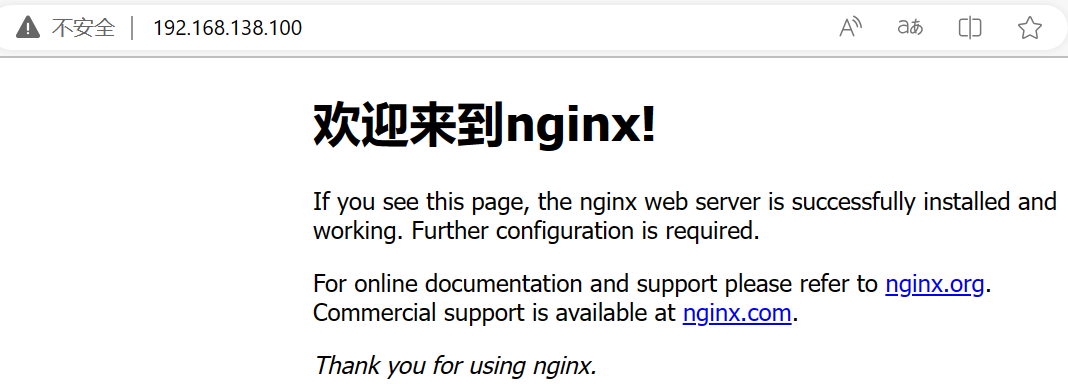 不安全 192.168.138.100
欢迎来到nginx!
If you see this page, the nginx web server is successfully installed and
working. Further configuration is required.
For online documentation and support please refer to nginx.org.
Commercial support is available at nginx.com.
Thank you for using nginx.